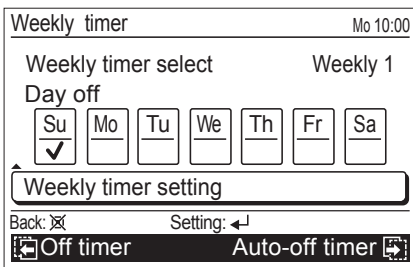 Weekly timer Mo 10:00
Weekly timer select Weekly 1
Day off
Su Mo Tu We Th Fr Sa
Weekly timer setting
Back: Setting:
Off timer Auto-off timer